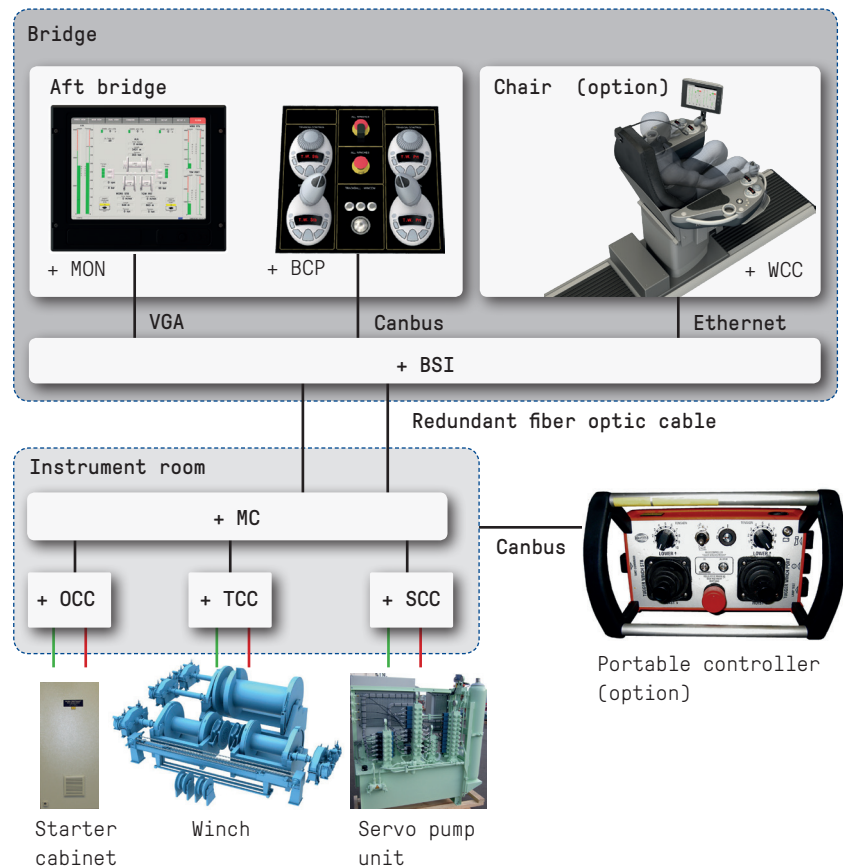 Bridge
Aft bridge
Chair (option)
+ MON
+ BCP
+ WCC
VGA
Canbus
Ethernet
+ BSI
Redundant fiber optic cable
Instrument room
+ MC
Canbus
+ OCC
+ TCC
+ SCC
Portable controller
(option)
Starter
cabinet
Winch
Servo pump
unit